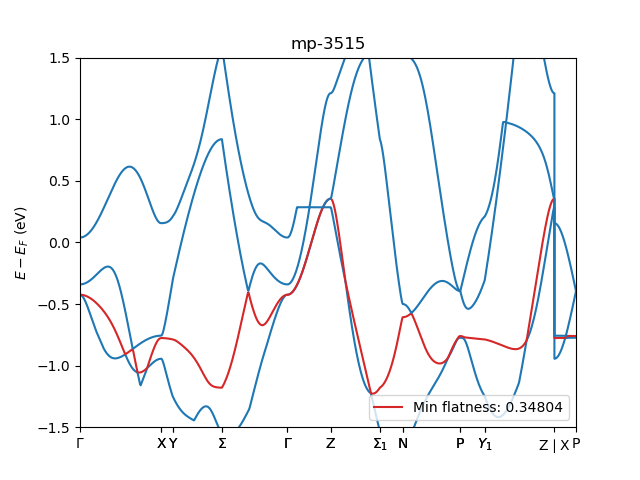 mp-3515
E − E_F (eV)
1.5
1.0
0.5
0.0
−0.5
−1.0
−1.5
Min flatness: 0.34804
Γ X Y Σ Γ Z Σ₁ N P Y₁ Z | X P